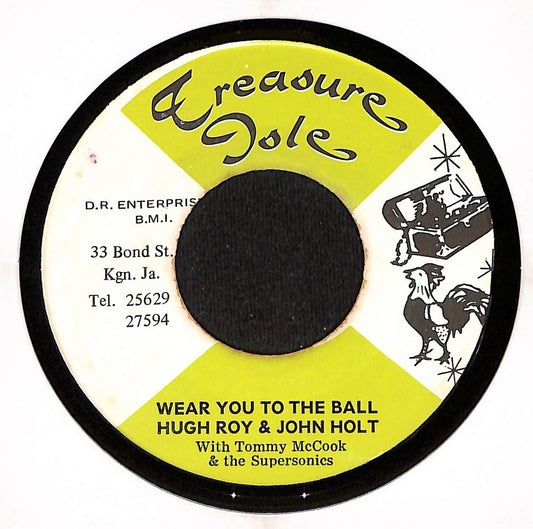 Treasure
Isle
D.R. ENTERPRIS
B.M.I.
33 Bond St.
Kgn. Ja.
Tel. 25629
27594
WEAR YOU TO THE BALL
HUGH ROY & JOHN HOLT
With Tommy McCook
& the Supersonics